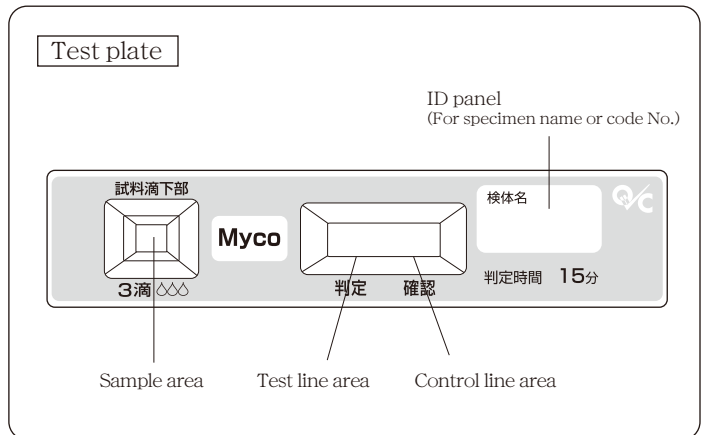 Test plate
ID panel
(For specimen name or code No.)
試料滴下部
Myco
3滴
判定
確認
検体名
判定時間 15分
Q/C
Sample area
Test line area
Control line area